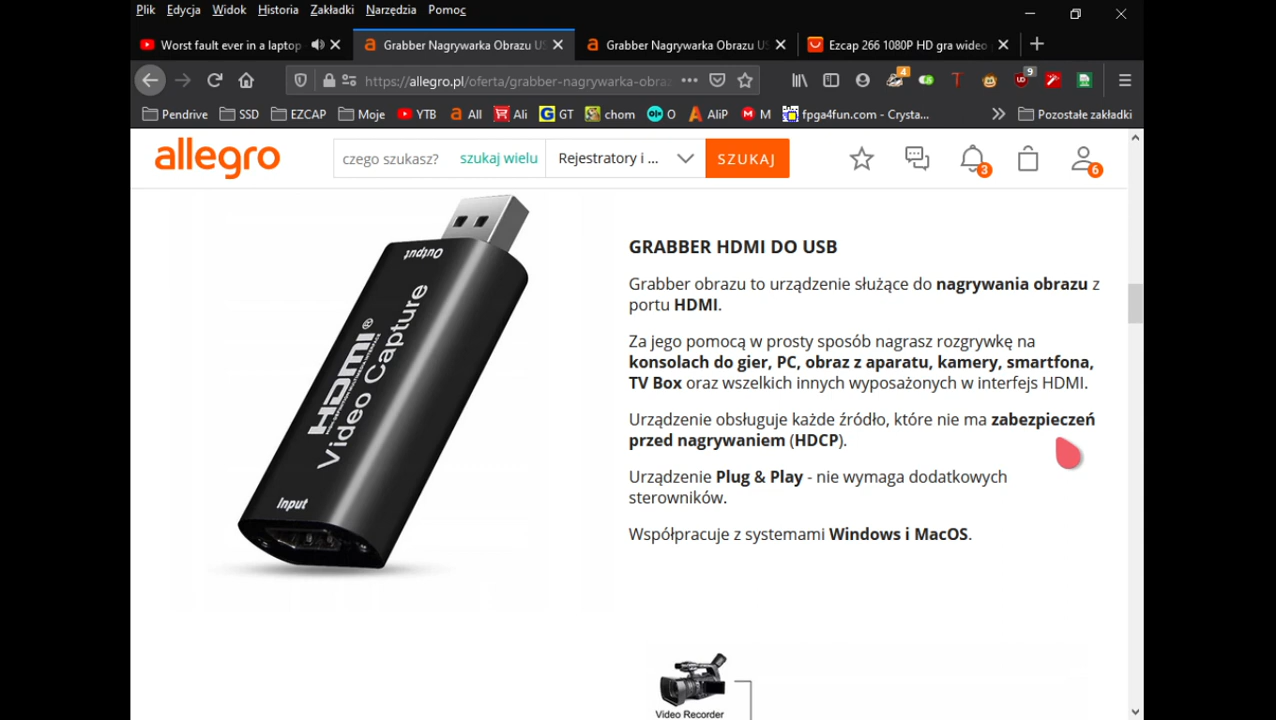 Plik Edycja Widok Historia Zakładki Narzędzia Pomoc
Worst fault ever in a laptop
Grabber Nagrywarka Obrazu US
Grabber Nagrywarka Obrazu US
Ezcap 266 1080P HD gra wideo
https://allegro.pl/oferta/grabber-nagrywarka-obraz
4
9
Pendrive SSD EZCAP Moje YTB All Ali GT chom O AliP M fpga4fun.com - Crysta... Pozostałe zakładki
allegro
czego szukasz? szukaj wielu Rejestratory i ... SZUKAJ
3
6
Output
HDMI®
Video Capture
Input
GRABBER HDMI DO USB
Grabber obrazu to urządzenie służące do nagrywania obrazu z
portu HDMI.
Za jego pomocą w prosty sposób nagrasz rozgrywkę na
konsolach do gier, PC, obraz z aparatu, kamery, smartfona,
TV Box oraz wszelkich innych wyposażonych w interfejs HDMI.
Urządzenie obsługuje każde źródło, które nie ma zabezpieczeń
przed nagrywaniem (HDCP).
Urządzenie Plug & Play - nie wymaga dodatkowych
sterowników.
Współpracuje z systemami Windows i MacOS.
Video Recorder